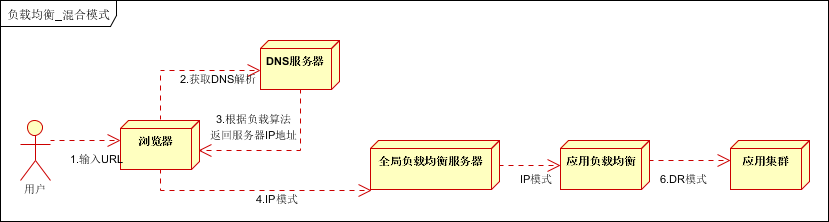 负载均衡_混合模式
DNS服务器
2.获取DNS解析
3.根据负载算法
返回服务器IP地址
浏览器
1.输入URL
用户
全局负载均衡服务器
应用负载均衡
应用集群
IP模式
6.DR模式
4.IP模式